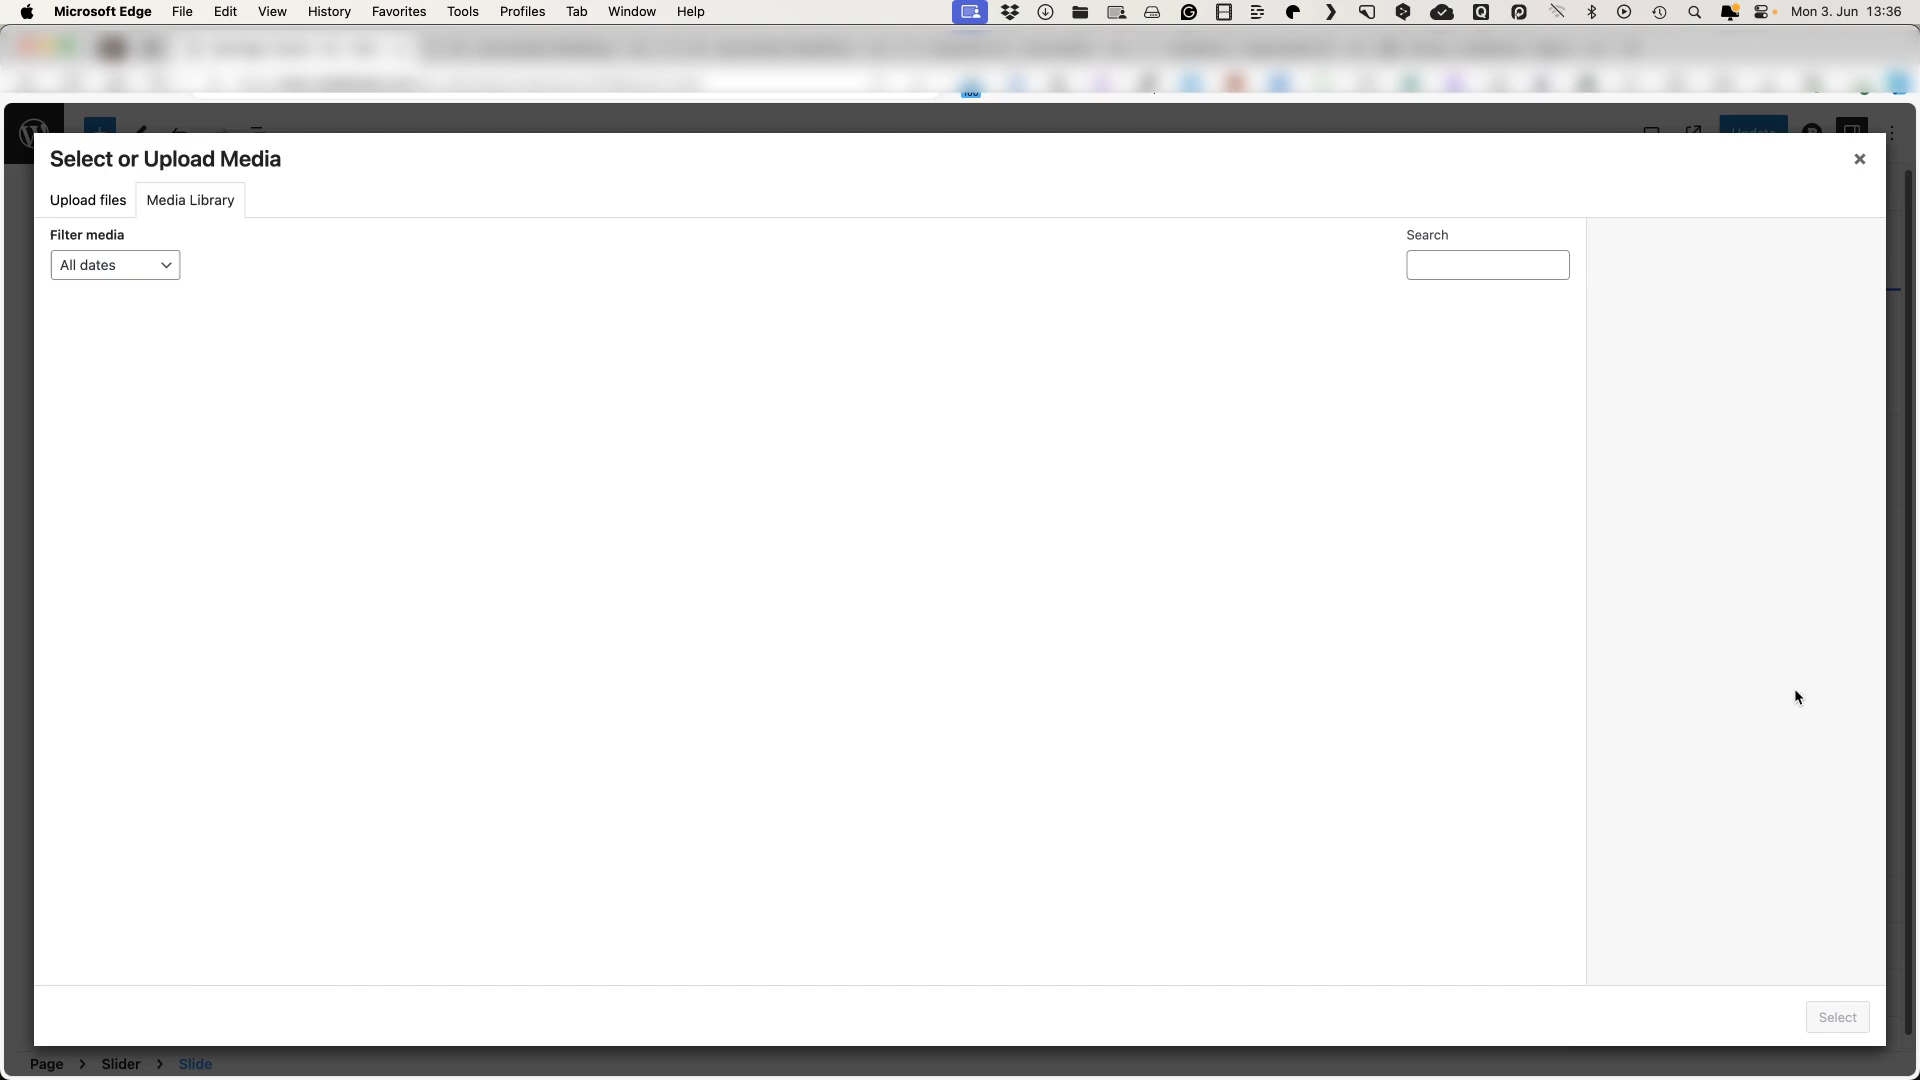 Microsoft Edge File Edit View History Favorites Tools Profiles Tab Window Help Mon 3. Jun 13:36
Update
Select or Upload Media
Upload files Media Library
Filter media Search
All dates
Select
Page Slider Slide